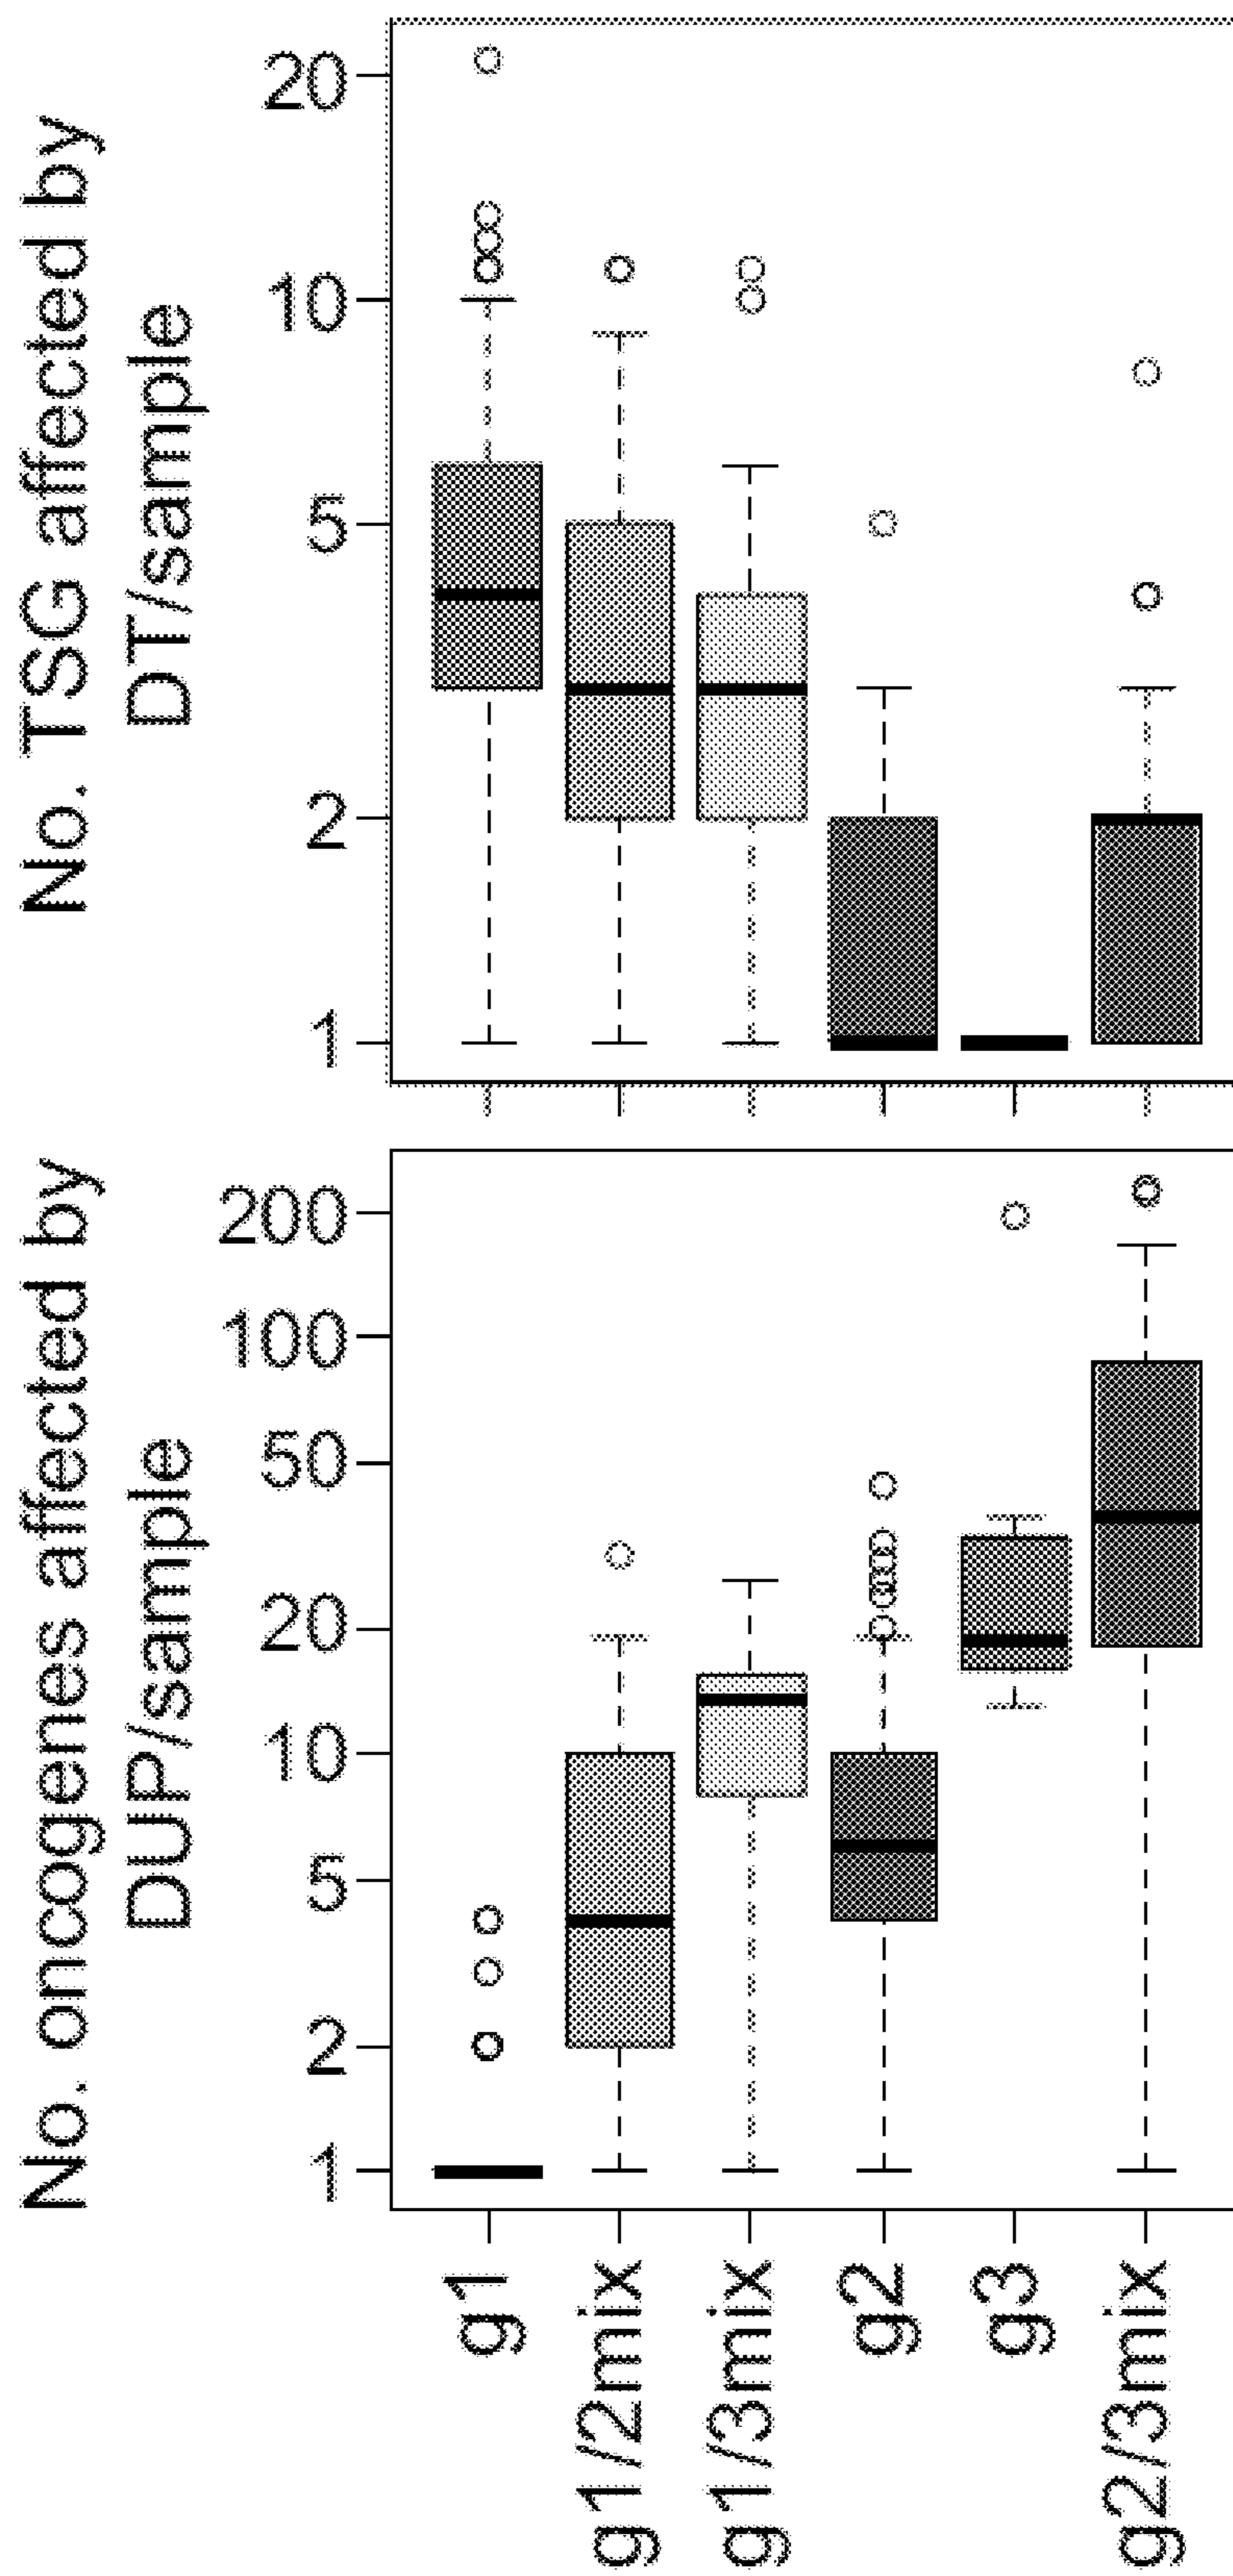 No. TSG affected by
DT/sample
20
10
5
2
1
No. oncogenes affected by
DUP/sample
200
100
50
20
10
5
2
1
g1
g1/2mix
g1/3mix
g2
g3
g2/3mix